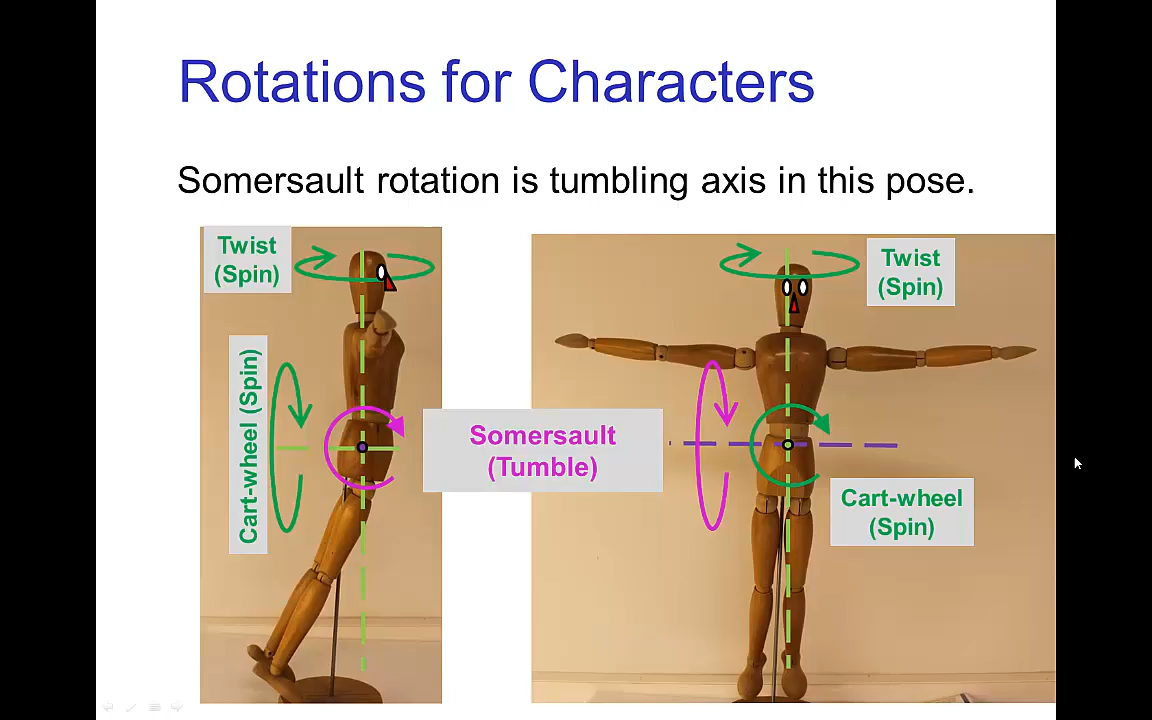 Rotations for Characters
Somersault rotation is tumbling axis in this pose.
Twist
(Spin)
Cart-wheel (Spin)
Somersault
(Tumble)
Twist
(Spin)
Cart-wheel
(Spin)